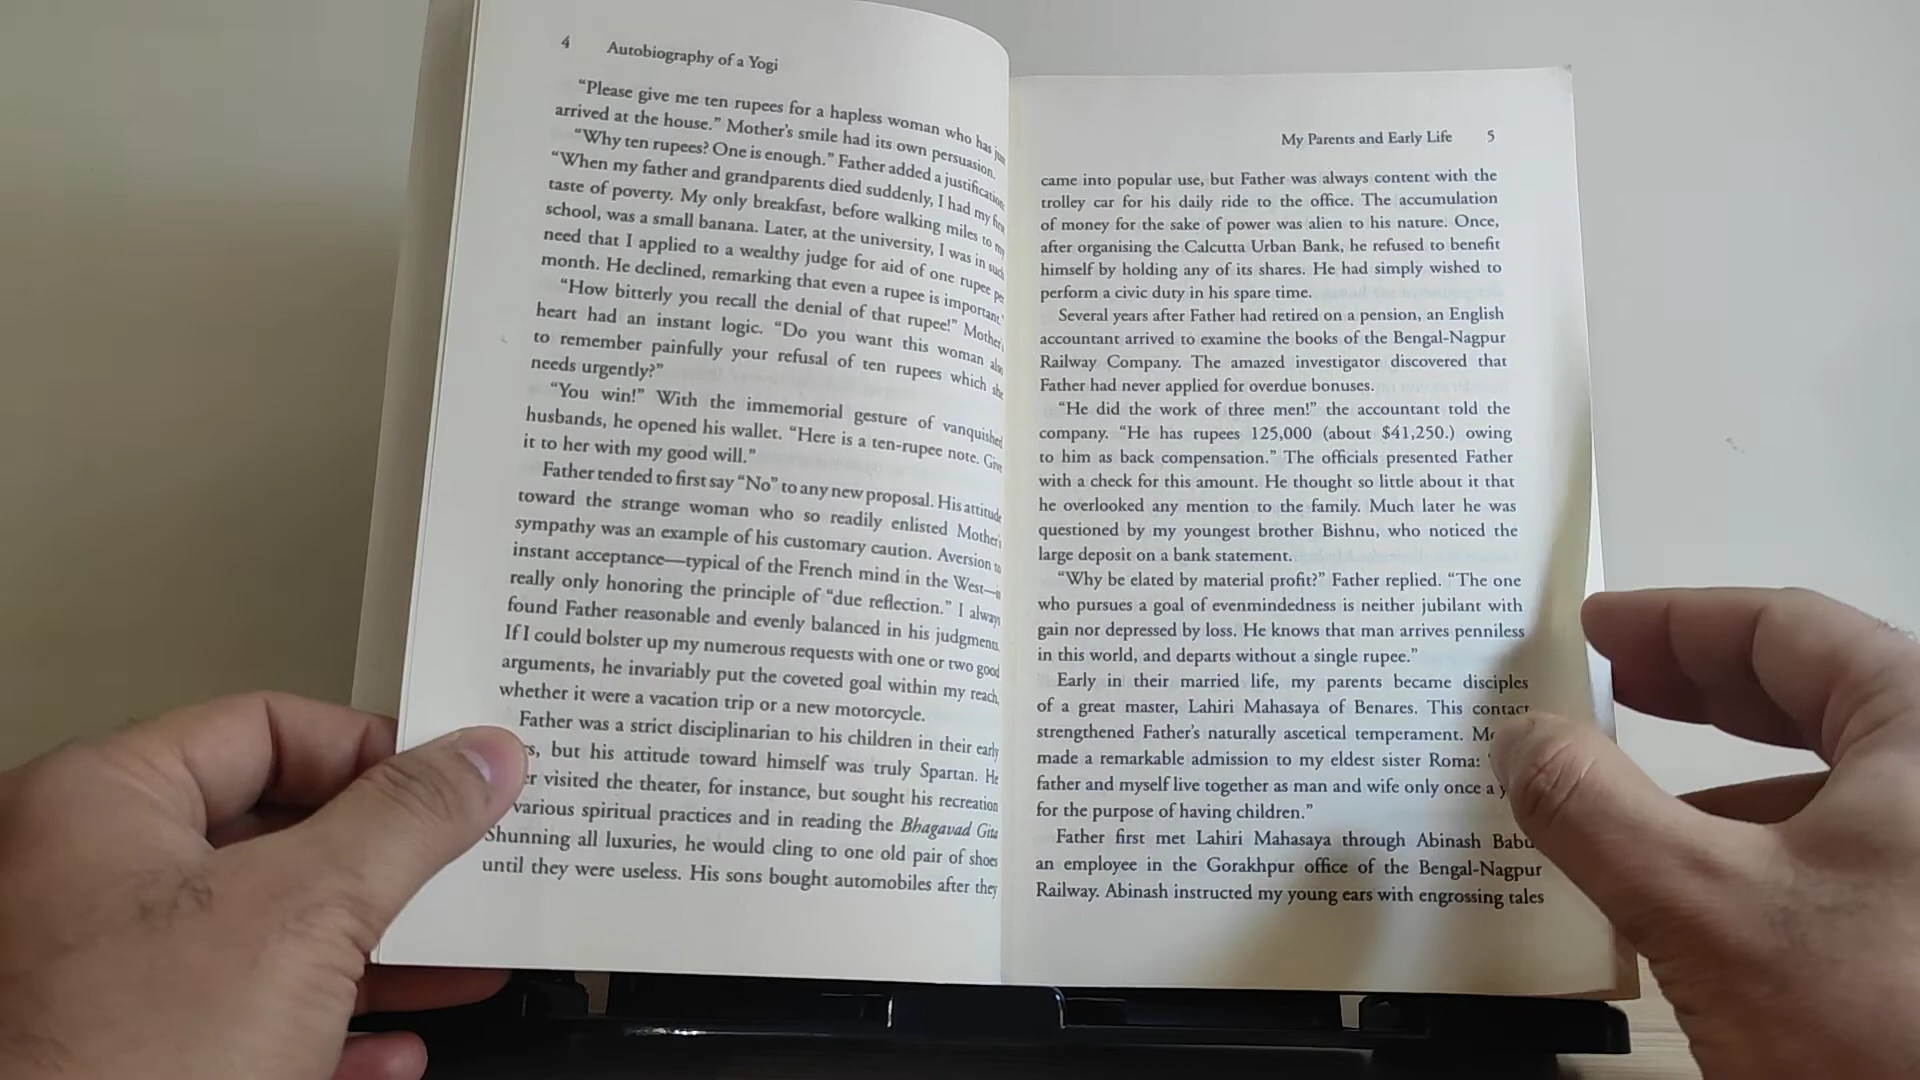 4 Autobiography of a Yogi
“Please give me ten rupees for a hapless woman who has
arrived at the house.” Mother's smile had its own persuasion.
“Why ten rupees? One is enough.” Father added a justification:
“When my father and grandparents died suddenly, I had my
taste of poverty. My only breakfast, before walking miles to my
school, was a small banana. Later, at the university, I was in such
need that I applied to a wealthy judge for aid of one rupee per
month. He declined, remarking that even a rupee is important.”
“How bitterly you recall the denial of that rupee!” Mother's
heart had an instant logic. “Do you want this woman also
to remember painfully your refusal of ten rupees which she
needs urgently?”
“You win!” With the immemorial gesture of vanquished
husbands, he opened his wallet. “Here is a ten-rupee note. Give
it to her with my good will.”
Father tended to first say “No” to any new proposal. His attitude
toward the strange woman who so readily enlisted Mother's
sympathy was an example of his customary caution. Aversion to
instant acceptance—typical of the French mind in the West—is
really only honoring the principle of “due reflection.” I always
found Father reasonable and evenly balanced in his judgments.
If I could bolster up my numerous requests with one or two good
arguments, he invariably put the coveted goal within my reach,
whether it were a vacation trip or a new motorcycle.
Father was a strict disciplinarian to his children in their early
but his attitude toward himself was truly Spartan. He
visited the theater, for instance, but sought his recreation
various spiritual practices and in reading the Bhagavad Gita
Shunning all luxuries, he would cling to one old pair of shoes
until they were useless. His sons bought automobiles after they
My Parents and Early Life 5
came into popular use, but Father was always content with the
trolley car for his daily ride to the office. The accumulation
of money for the sake of power was alien to his nature. Once,
after organising the Calcutta Urban Bank, he refused to benefit
himself by holding any of its shares. He had simply wished to
perform a civic duty in his spare time.
Several years after Father had retired on a pension, an English
accountant arrived to examine the books of the Bengal-Nagpur
Railway Company. The amazed investigator discovered that
Father had never applied for overdue bonuses.
“He did the work of three men!” the accountant told the
company. “He has rupees 125,000 (about $41,250.) owing
to him as back compensation.” The officials presented Father
with a check for this amount. He thought so little about it that
he overlooked any mention to the family. Much later he was
questioned by my youngest brother Bishnu, who noticed the
large deposit on a bank statement.
“Why be elated by material profit?” Father replied. “The one
who pursues a goal of evenmindedness is neither jubilant with
gain nor depressed by loss. He knows that man arrives penniless
in this world, and departs without a single rupee.”
Early in their married life, my parents became disciples
of a great master, Lahiri Mahasaya of Benares. This contact
strengthened Father's naturally ascetical temperament.
made a remarkable admission to my eldest sister Roma:
father and myself live together as man and wife only once a
for the purpose of having children.”
Father first met Lahiri Mahasaya through Abinash Babu
an employee in the Gorakhpur office of the Bengal-Nagpur
Railway. Abinash instructed my young ears with engrossing tales